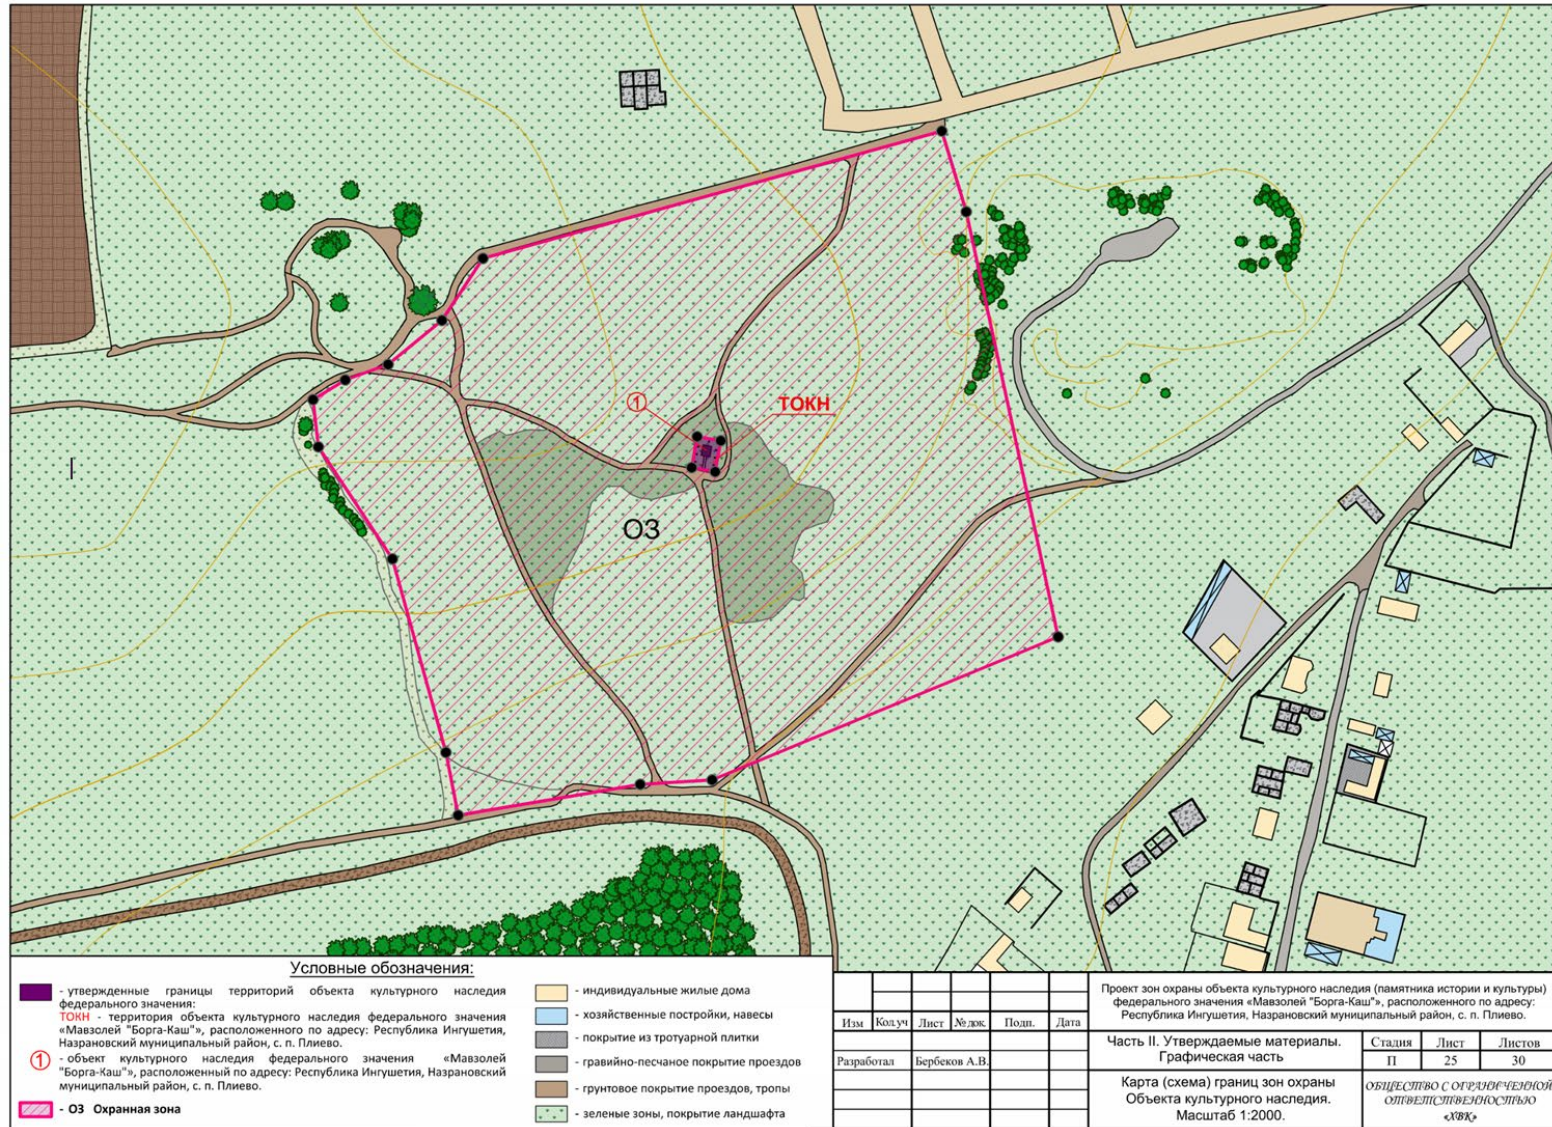 ①
ТОКН
ОЗ
Условные обозначения:
- утвержденные границы территорий объекта культурного наследия
федерального значения:
ТОКН - территория объекта культурного наследия федерального значения
«Мавзолей "Борга-Каш"», расположенного по адресу: Республика Ингушетия,
Назрановский муниципальный район, с. п. Плиево.
① - объект культурного наследия федерального значения «Мавзолей
"Борга-Каш"», расположенный по адресу: Республика Ингушетия, Назрановский
муниципальный район, с. п. Плиево.
- ОЗ Охранная зона
- индивидуальные жилые дома
- хозяйственные постройки, навесы
- покрытие из тротуарной плитки
- гравийно-песчаное покрытие проездов
- грунтовое покрытие проездов, тропы
- зеленые зоны, покрытие ландшафта
Изм Кол.уч Лист №док Подп. Дата
Разработал Бербеков А.В.
Проект зон охраны объекта культурного наследия (памятника истории и культуры)
федерального значения «Мавзолей "Борга-Каш"», расположенного по адресу:
Республика Ингушетия, Назрановский муниципальный район, с. п. Плиево.
Часть II. Утверждаемые материалы.
Графическая часть
Стадия Лист Листов
П 25 30
Карта (схема) границ зон охраны
Объекта культурного наследия.
Масштаб 1:2000.
ОБЩЕСТВО С ОГРАНИЧЕННОЙ
ОТВЕТСТВЕННОСТЬЮ
«ХВК»